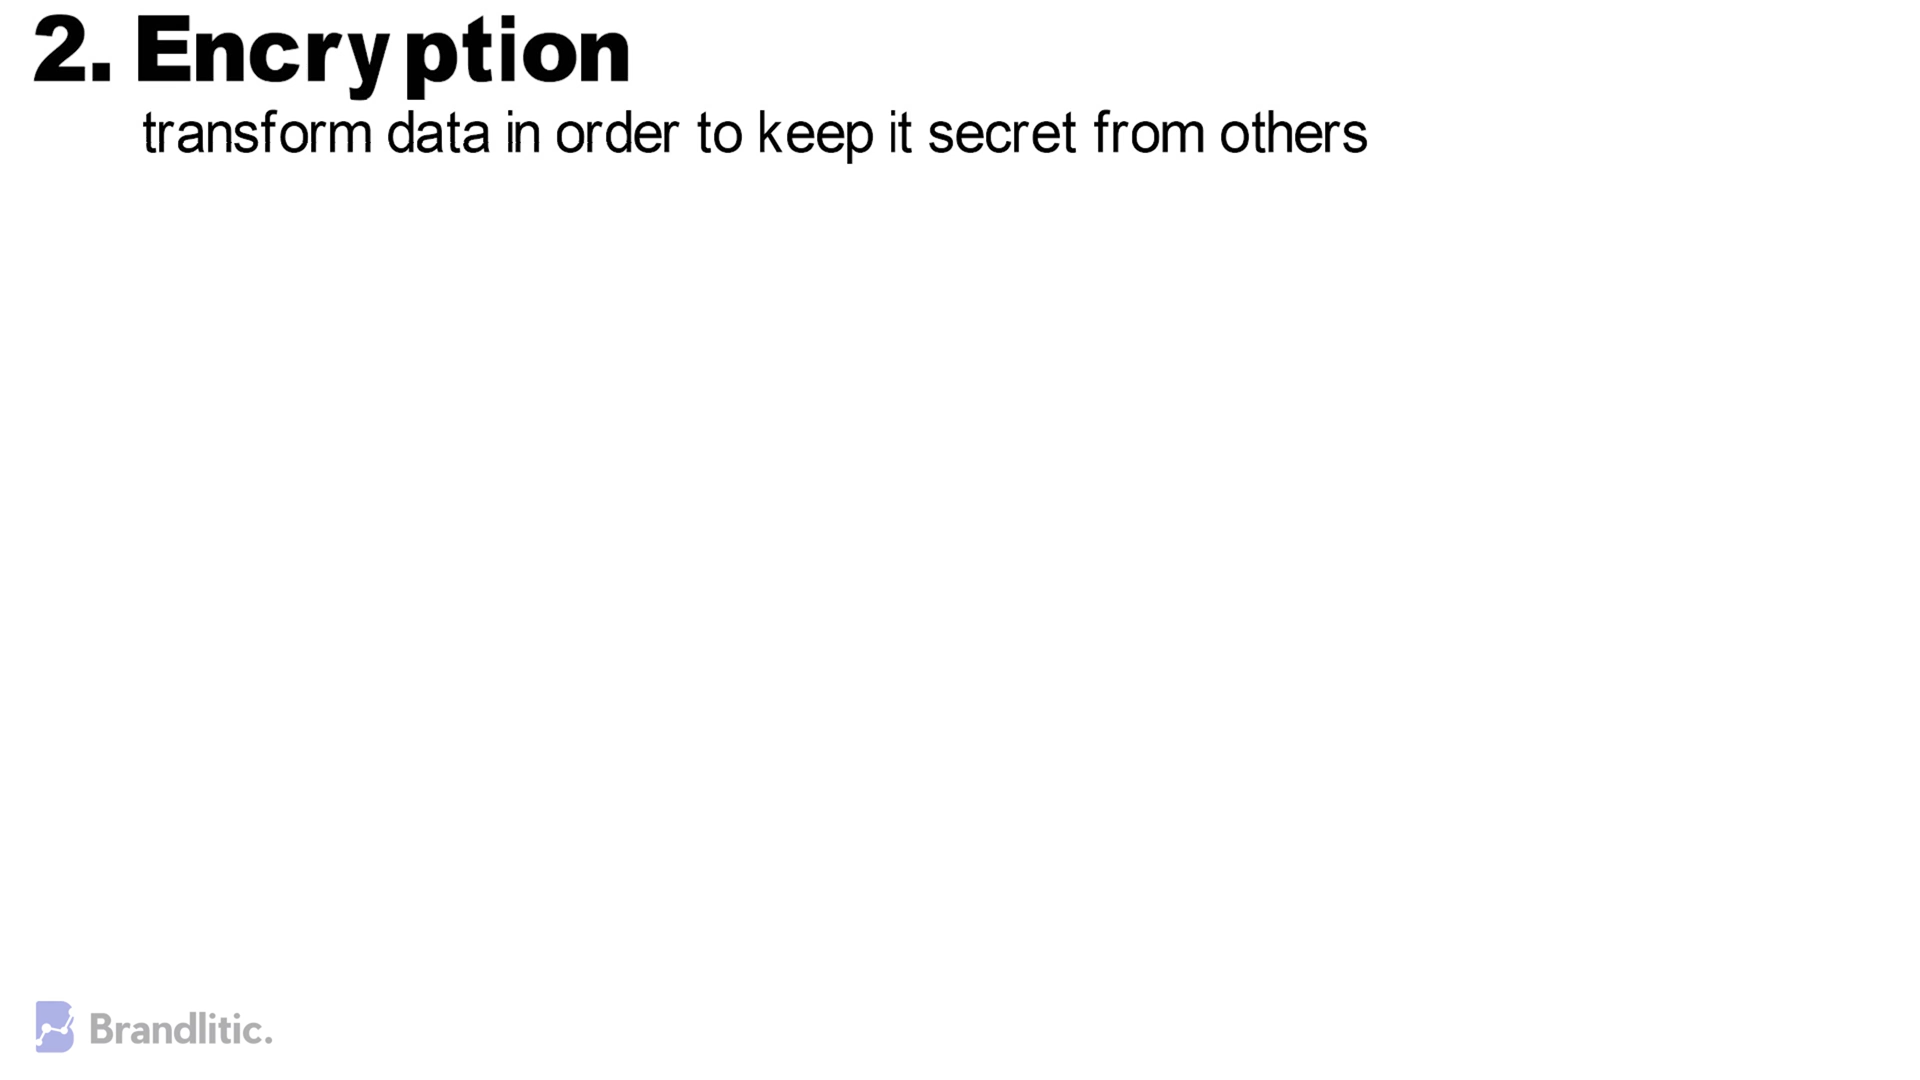 2. Encryption
transform data in order to keep it secret from others
Brandlitic.